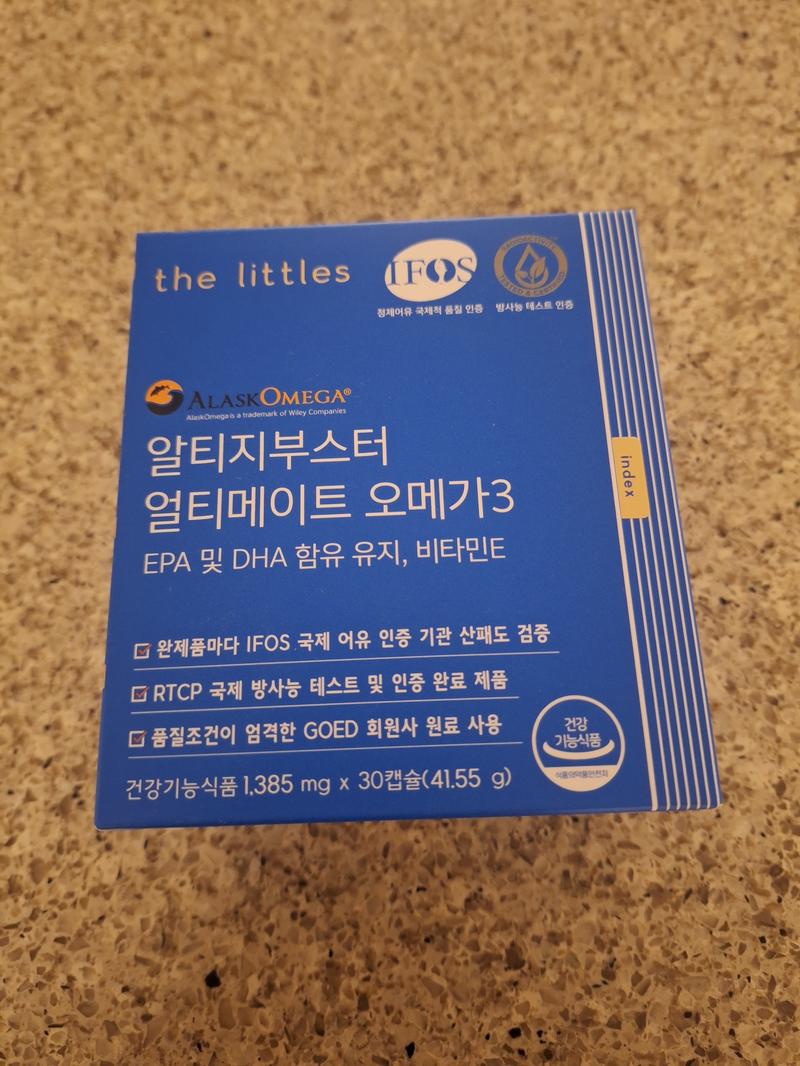 the littles
IFOS
RADIOACTIVITY
TESTED & CERTIFIED
정제어유 국제적 품질 인증
방사능 테스트 인증
ALASKOMEGA®
AlaskOmega is a trademark of Wiley Companies
알티지부스터
얼티메이트 오메가3
EPA 및 DHA 함유 유지, 비타민E
index
완제품마다 IFOS 국제 어유 인증 기관 산패도 검증
RTCP 국제 방사능 테스트 및 인증 완료 제품
품질조건이 엄격한 GOED 회원사 원료 사용
건강
기능식품
식품의약품안전처
건강기능식품 1,385 mg x 30캡슐(41.55 g)